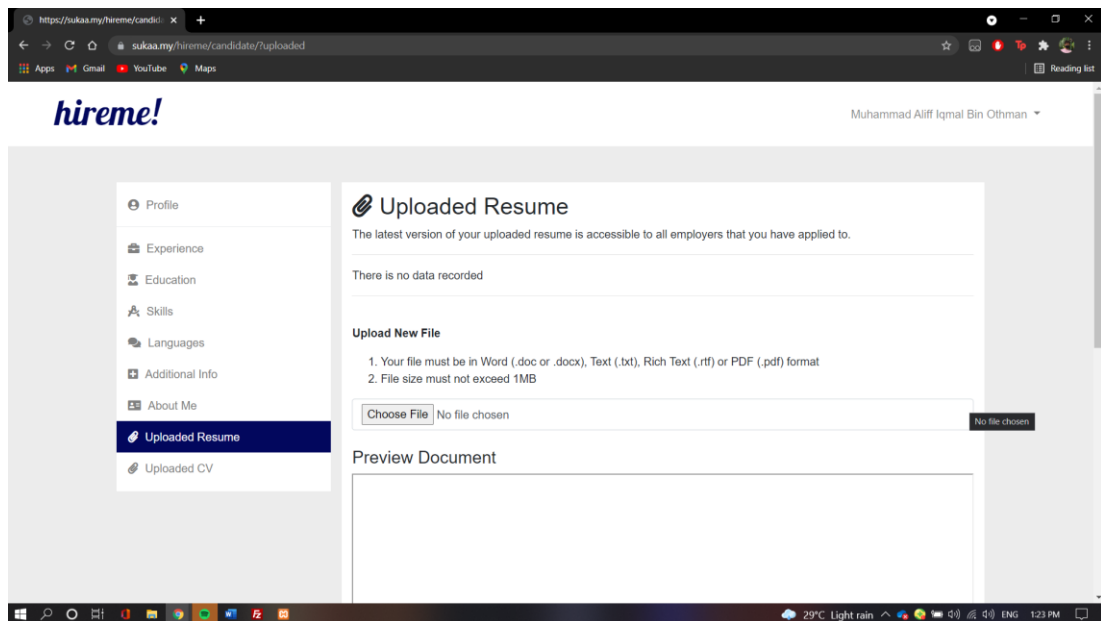 https://sukaa.my/hireme/candida
sukaa.my/hireme/candidate/?uploaded
Apps Gmail YouTube Maps Reading list
hireme!
Muhammad Aliff Iqmal Bin Othman
Profile
Experience
Education
Skills
Languages
Additional Info
About Me
Uploaded Resume
Uploaded CV
Uploaded Resume
The latest version of your uploaded resume is accessible to all employers that you have applied to.
There is no data recorded
Upload New File
1. Your file must be in Word (.doc or .docx), Text (.txt), Rich Text (.rtf) or PDF (.pdf) format
2. File size must not exceed 1MB
Choose File No file chosen
No file chosen
Preview Document
29°C Light rain ENG 1:23 PM